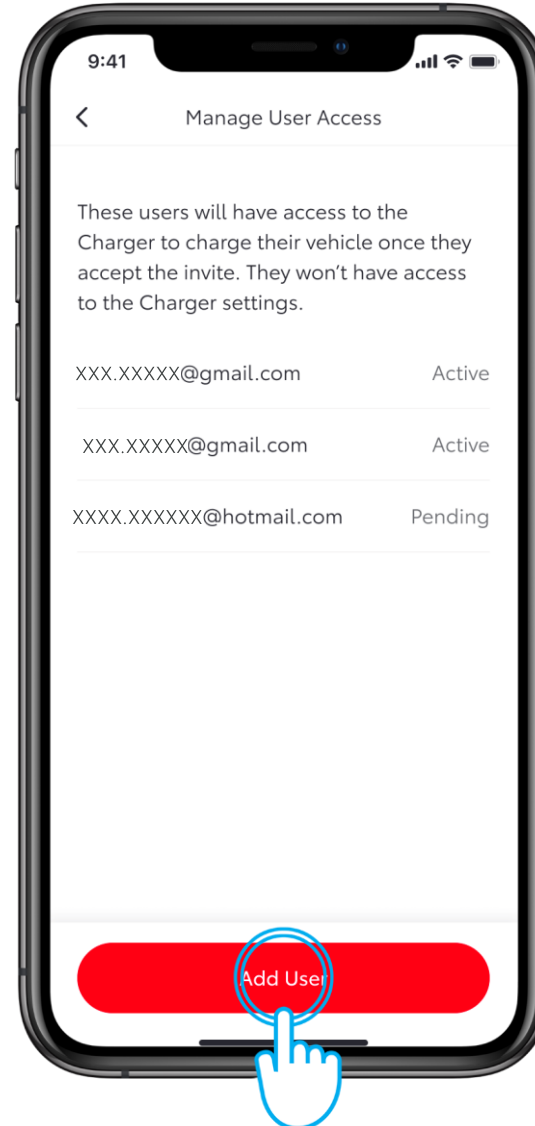 9:41
Manage User Access
These users will have access to the
Charger to charge their vehicle once they
accept the invite. They won't have access
to the Charger settings.
XXX.XXXXX@gmail.com Active
XXX.XXXXX@gmail.com Active
XXXX.XXXXXX@hotmail.com Pending
Add User